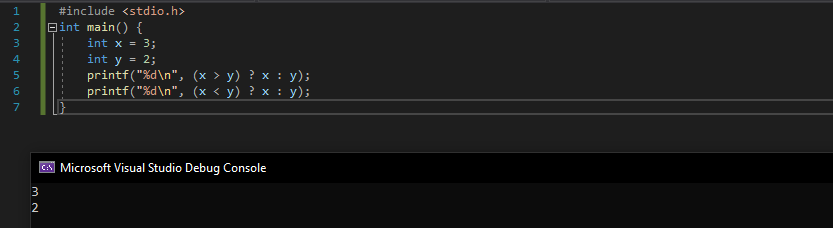 1 #include <stdio.h>
2 int main() {
3 int x = 3;
4 int y = 2;
5 printf("%d\n", (x > y) ? x : y);
6 printf("%d\n", (x < y) ? x : y);
7 }
C:\ Microsoft Visual Studio Debug Console
3
2